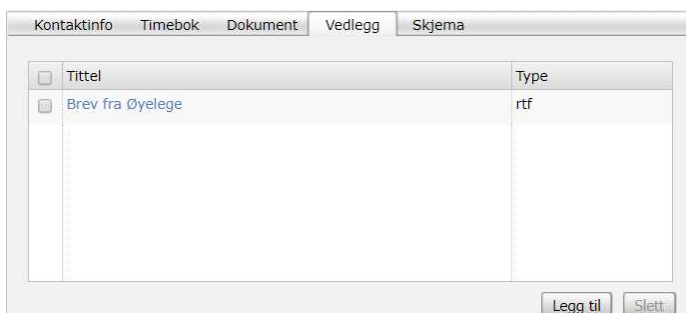 Kontaktinfo Timebok Dokument Vedlegg Skjema
Tittel Type
Brev fra Øyelege rtf
Legg til Slett